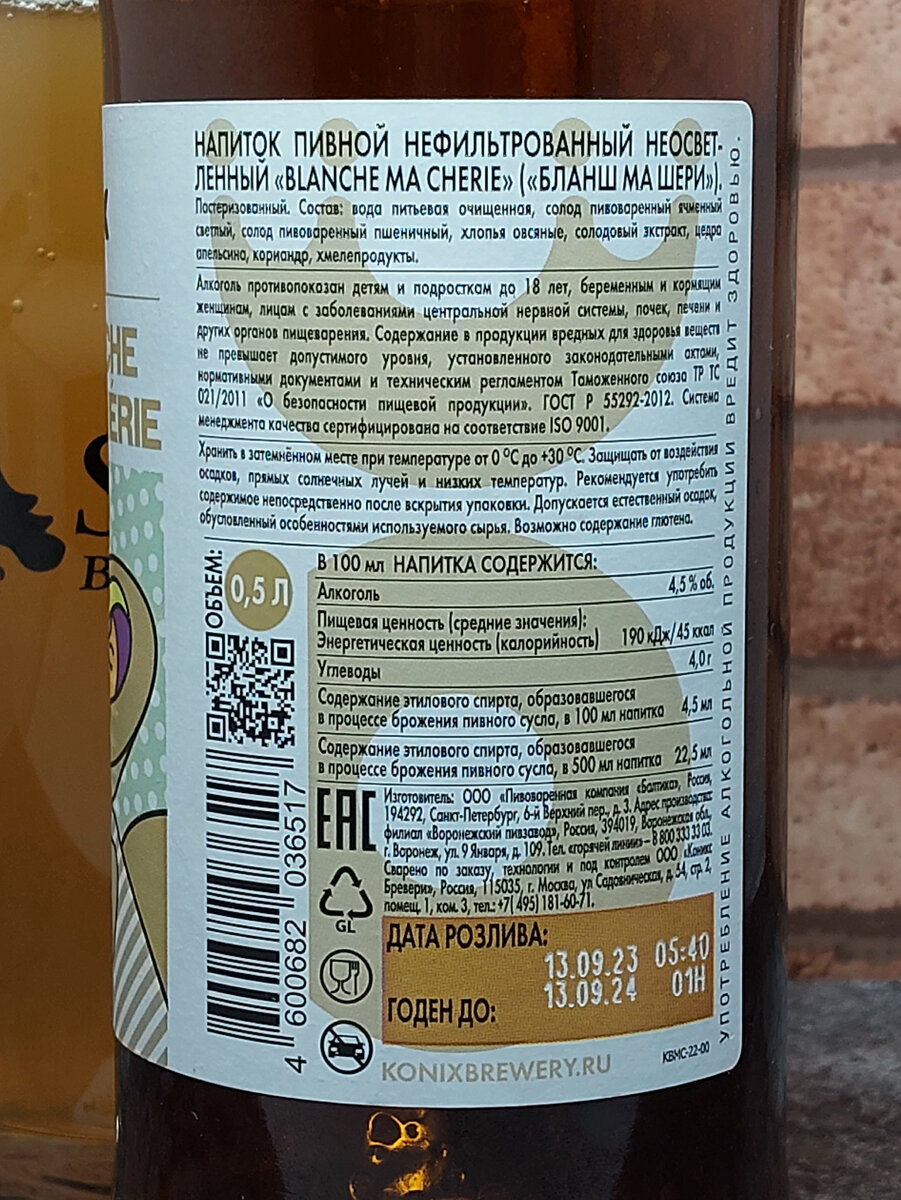 НАПИТОК ПИВНОЙ НЕФИЛЬТРОВАННЫЙ НЕОСВЕТ-
ЛЕННЫЙ «BLANCHE MA CHERIE» («БЛАНШ МА ШЕРИ»).
Пастеризованный. Состав: вода питьевая очищенная, солод пивоваренный ячменный
светлый, солод пивоваренный пшеничный, хлопья овсяные, солодовый экстракт, цедра
апельсина, кориандр, хмелепродукты.
Алкоголь противопоказан детям и подросткам до 18 лет, беременным и кормящим
женщинам, лицам с заболеваниями центральной нервной системы, почек, печени и
других органов пищеварения. Содержание в продукции вредных для здоровья веществ
не превышает допустимого уровня, установленного законодательными актами,
нормативными документами и техническим регламентом Таможенного союза ТР ТС
021/2011 «О безопасности пищевой продукции». ГОСТ Р 55292-2012. Система
менеджмента качества сертифицирована на соответствие ISO 9001.
Хранить в затемнённом месте при температуре от 0 °С до +30 °С. Защищать от воздействия
осадков, прямых солнечных лучей и низких температур. Рекомендуется употребить
содержимое непосредственно после вскрытия упаковки. Допускается естественный осадок,
обусловленный особенностями используемого сырья. Возможно содержание глютена.
ОБЪЕМ:
0,5 Л
В 100 мл НАПИТКА СОДЕРЖИТСЯ:
Алкоголь 4,5 % об.
Пищевая ценность (средние значения):
Энергетическая ценность (калорийность) 190 кДж/45 ккал
Углеводы 4,0 г
Содержание этилового спирта, образовавшегося
в процессе брожения пивного сусла, в 100 мл напитка 4,5 мл
Содержание этилового спирта, образовавшегося
в процессе брожения пивного сусла, в 500 мл напитка 22,5 мл
EAC
Изготовитель: ООО «Пивоваренная компания «Балтика», Россия,
194292, Санкт-Петербург, 6-й Верхний пер., д. 3. Адрес производства:
филиал «Воронежский пивзавод», Россия, 394019, Воронежская обл.,
г. Воронеж, ул. 9 Января, д. 109. Тел. «горячей линии» – 8 800 333 33 03.
Сварено по заказу, технологии и под контролем ООО «Коникс
Бревери», Россия, 115035, г. Москва, ул Садовническая, д. 54, стр. 2,
помещ. 1, ком. 3, тел.: +7( 495) 181-60-71.
GL
ДАТА РОЗЛИВА:
13.09.23 05:40
13.09.24 01Н
ГОДЕН ДО:
KONIXBREWERY.RU
КВМС-22-00
4 600682 036517
УПОТРЕБЛЕНИЕ АЛКОГОЛЬНОЙ ПРОДУКЦИИ ВРЕДИТ ЗДОРОВЬЮ.
CHE
ÉRIE